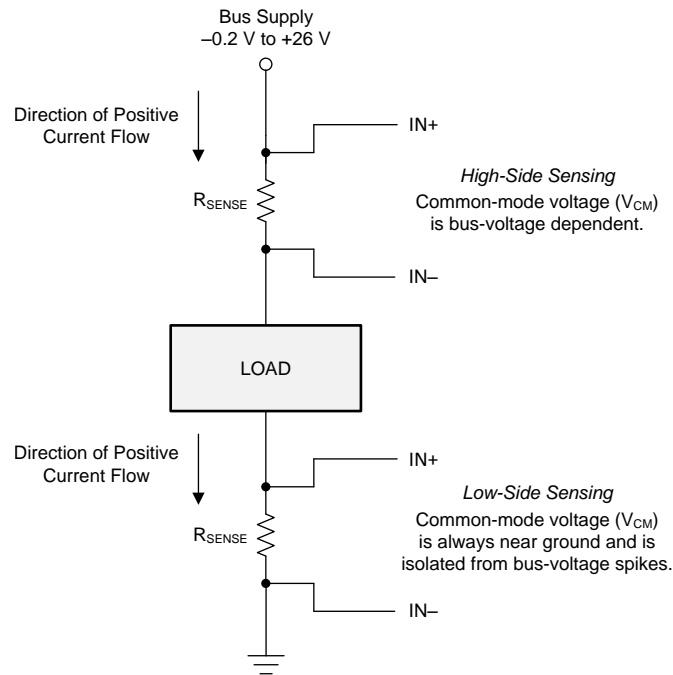 Bus Supply
–0.2 V to +26 V
Direction of Positive
Current Flow
IN+
RSENSE
High-Side Sensing
Common-mode voltage (VCM)
is bus-voltage dependent.
IN–
LOAD
Direction of Positive
Current Flow
IN+
RSENSE
Low-Side Sensing
Common-mode voltage (VCM)
is always near ground and is
isolated from bus-voltage spikes.
IN–